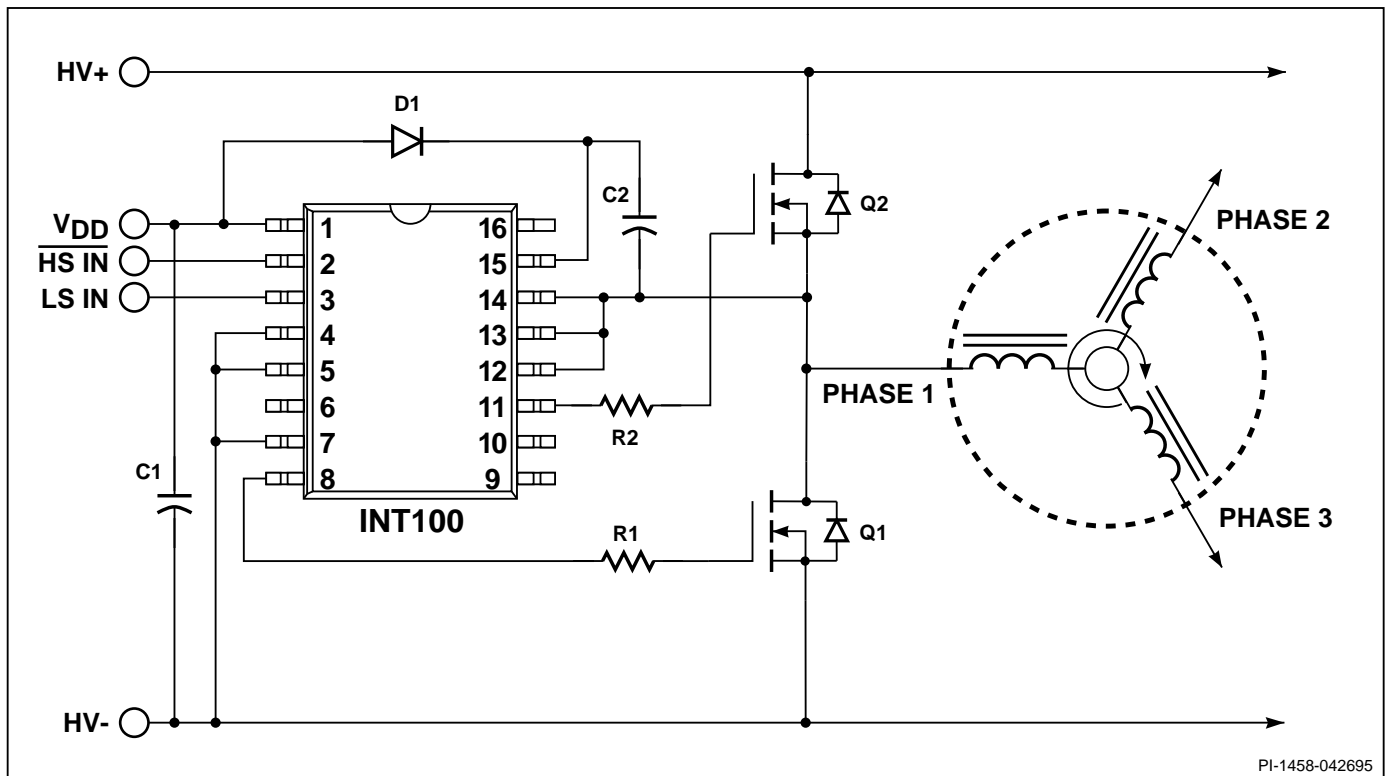 HV+
D1
C2
Q2
VDD
HS IN
LS IN
1
2
3
4
5
6
7
8
16
15
14
13
12
11
10
9
PHASE 2
PHASE 1
R2
C1
INT100
R1
Q1
PHASE 3
HV-
PI-1458-042695